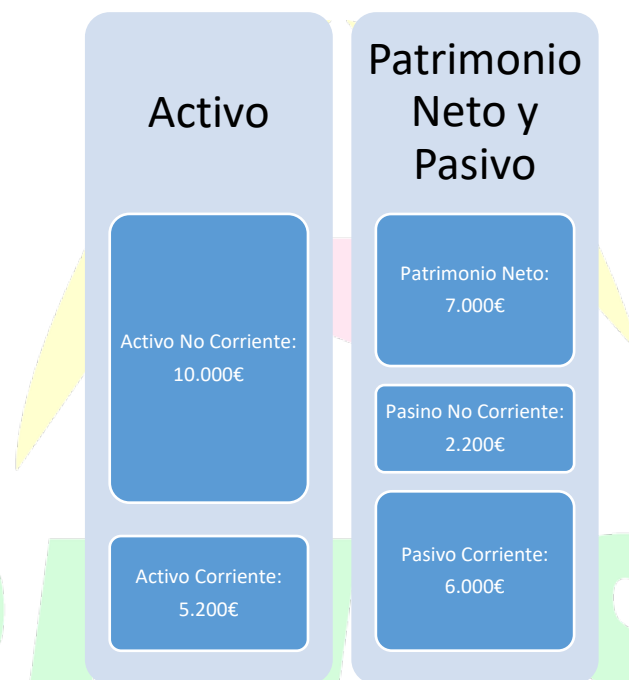 Activo
Activo No Corriente:
10.000€
Activo Corriente:
5.200€
Patrimonio
Neto y
Pasivo
Patrimonio Neto:
7.000€
Pasino No Corriente:
2.200€
Pasivo Corriente:
6.000€